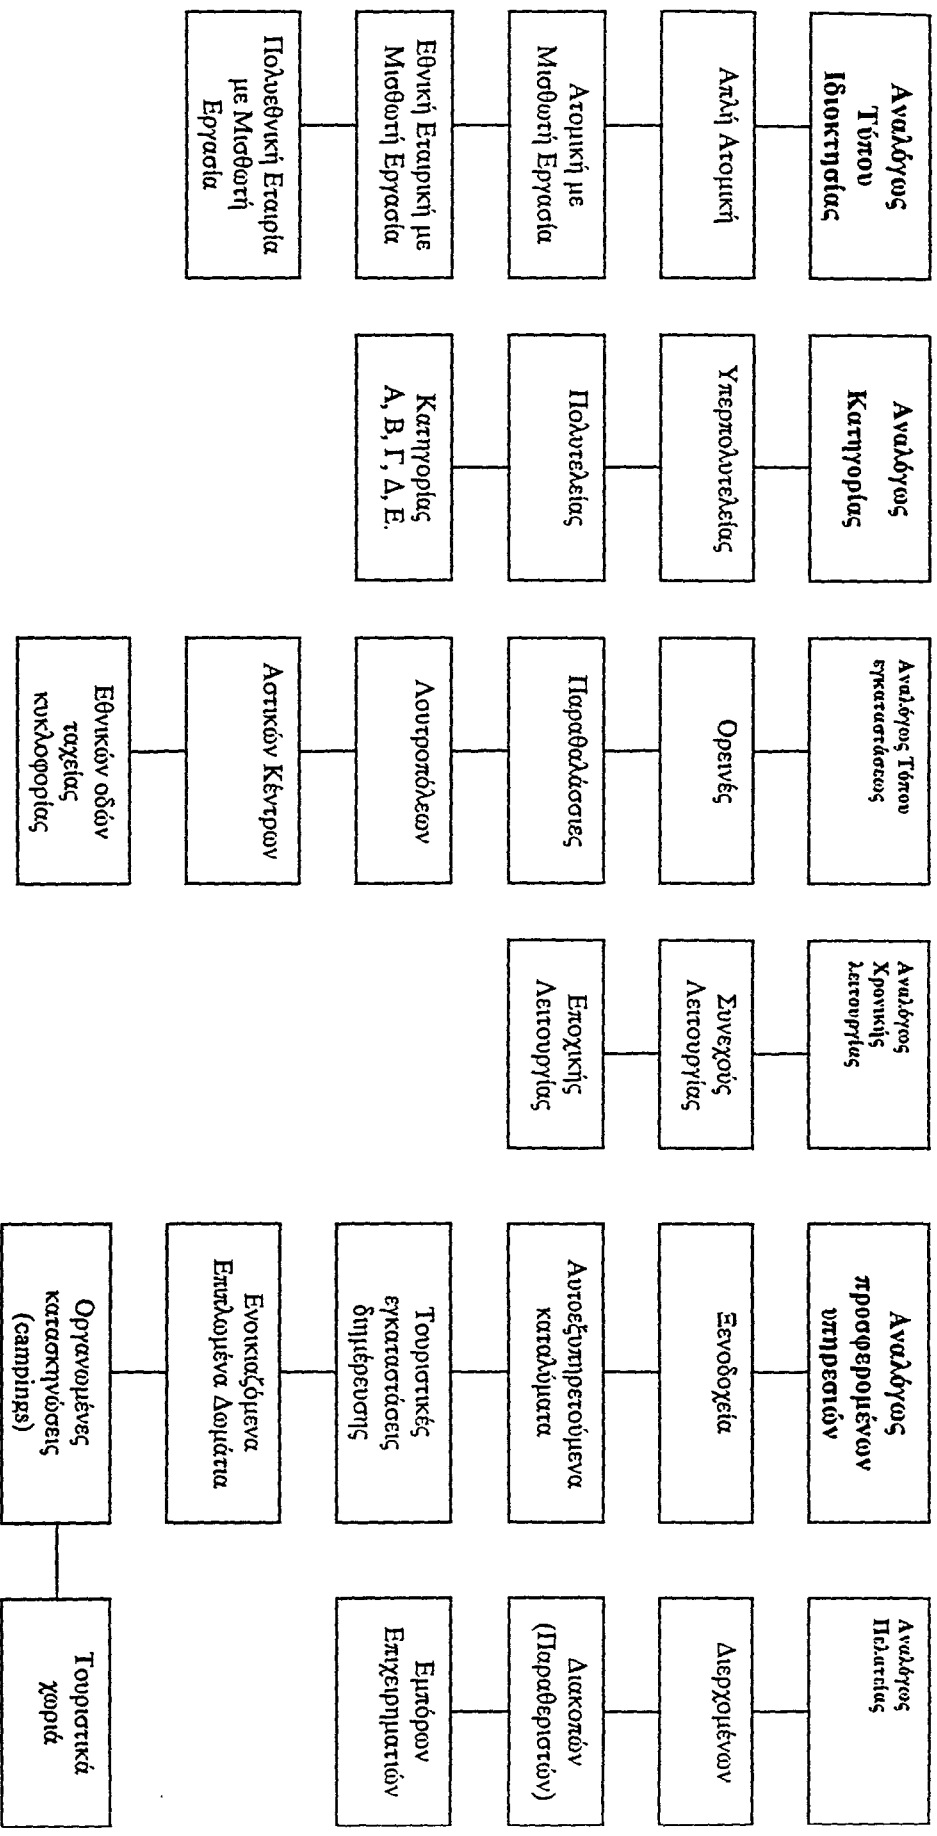 Αναλόγως
Τύπου
Ιδιοκτησίας
Απλή Ατομική
Ατομική με
Μισθωτή Εργασία
Εθνική Εταιρική με
Μισθωτή Εργασία
Πολυεθνική Εταιρία
με Μισθωτή
Εργασία
Αναλόγως
Κατηγορίας
Υπερπολυτελείας
Πολυτελείας
Κατηγορίας
Α, Β, Γ, Δ, Ε.
Αναλόγως Τόπου
εγκαταστάσεως
Ορεινές
Παραθαλάσσιες
Λουτροπόλεων
Αστικών Κέντρων
Εθνικών οδών
ταχείας
κυκλοφορίας
Αναλόγως
Χρονικής
λειτουργίας
Συνεχούς
Λειτουργίας
Εποχικής
Λειτουργίας
Αναλόγως
προσφερομένων
υπηρεσιών
Ξενοδοχεία
Αυτοεξυπηρετούμενα
καταλύματα
Τουριστικές
εγκαταστάσεις
διημέρευσης
Ενοικιαζόμενα
Επιπλωμένα Δωμάτια
Οργανωμένες
κατασκηνώσεις
(campings)
Τουριστικά
χωριά
Αναλόγως
Πελατείας
Διερχομένων
Διακοπών
(Παραθεριστών)
Εμπόρων
Επιχειρηματιών